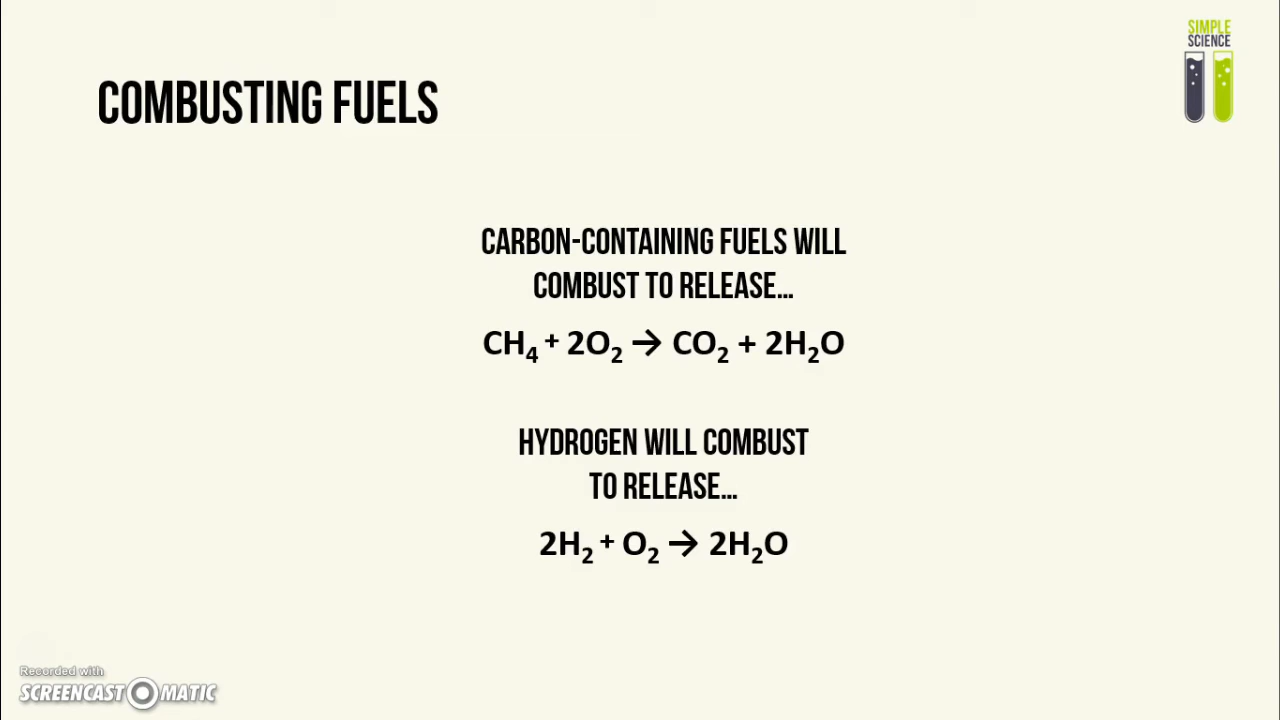 SIMPLE
SCIENCE
COMBUSTING FUELS
CARBON-CONTAINING FUELS WILL
COMBUST TO RELEASE...
CH₄ + 2O₂ → CO₂ + 2H₂O
HYDROGEN WILL COMBUST
TO RELEASE...
2H₂ + O₂ → 2H₂O
Recorded with
SCREENCAST MATIC